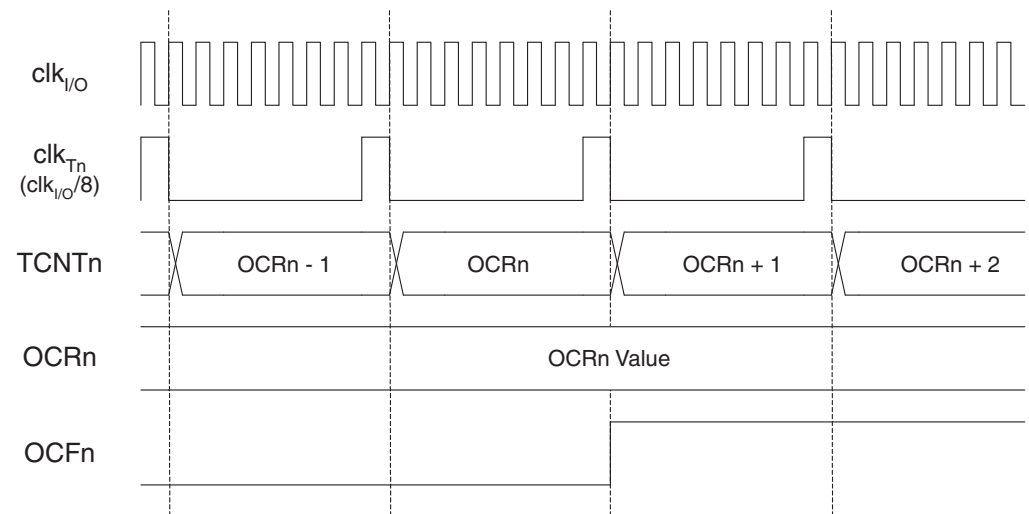 clkI/O
clkTn
(clkI/O/8)
TCNTn
OCRn - 1
OCRn
OCRn + 1
OCRn + 2
OCRn
OCRn Value
OCFn